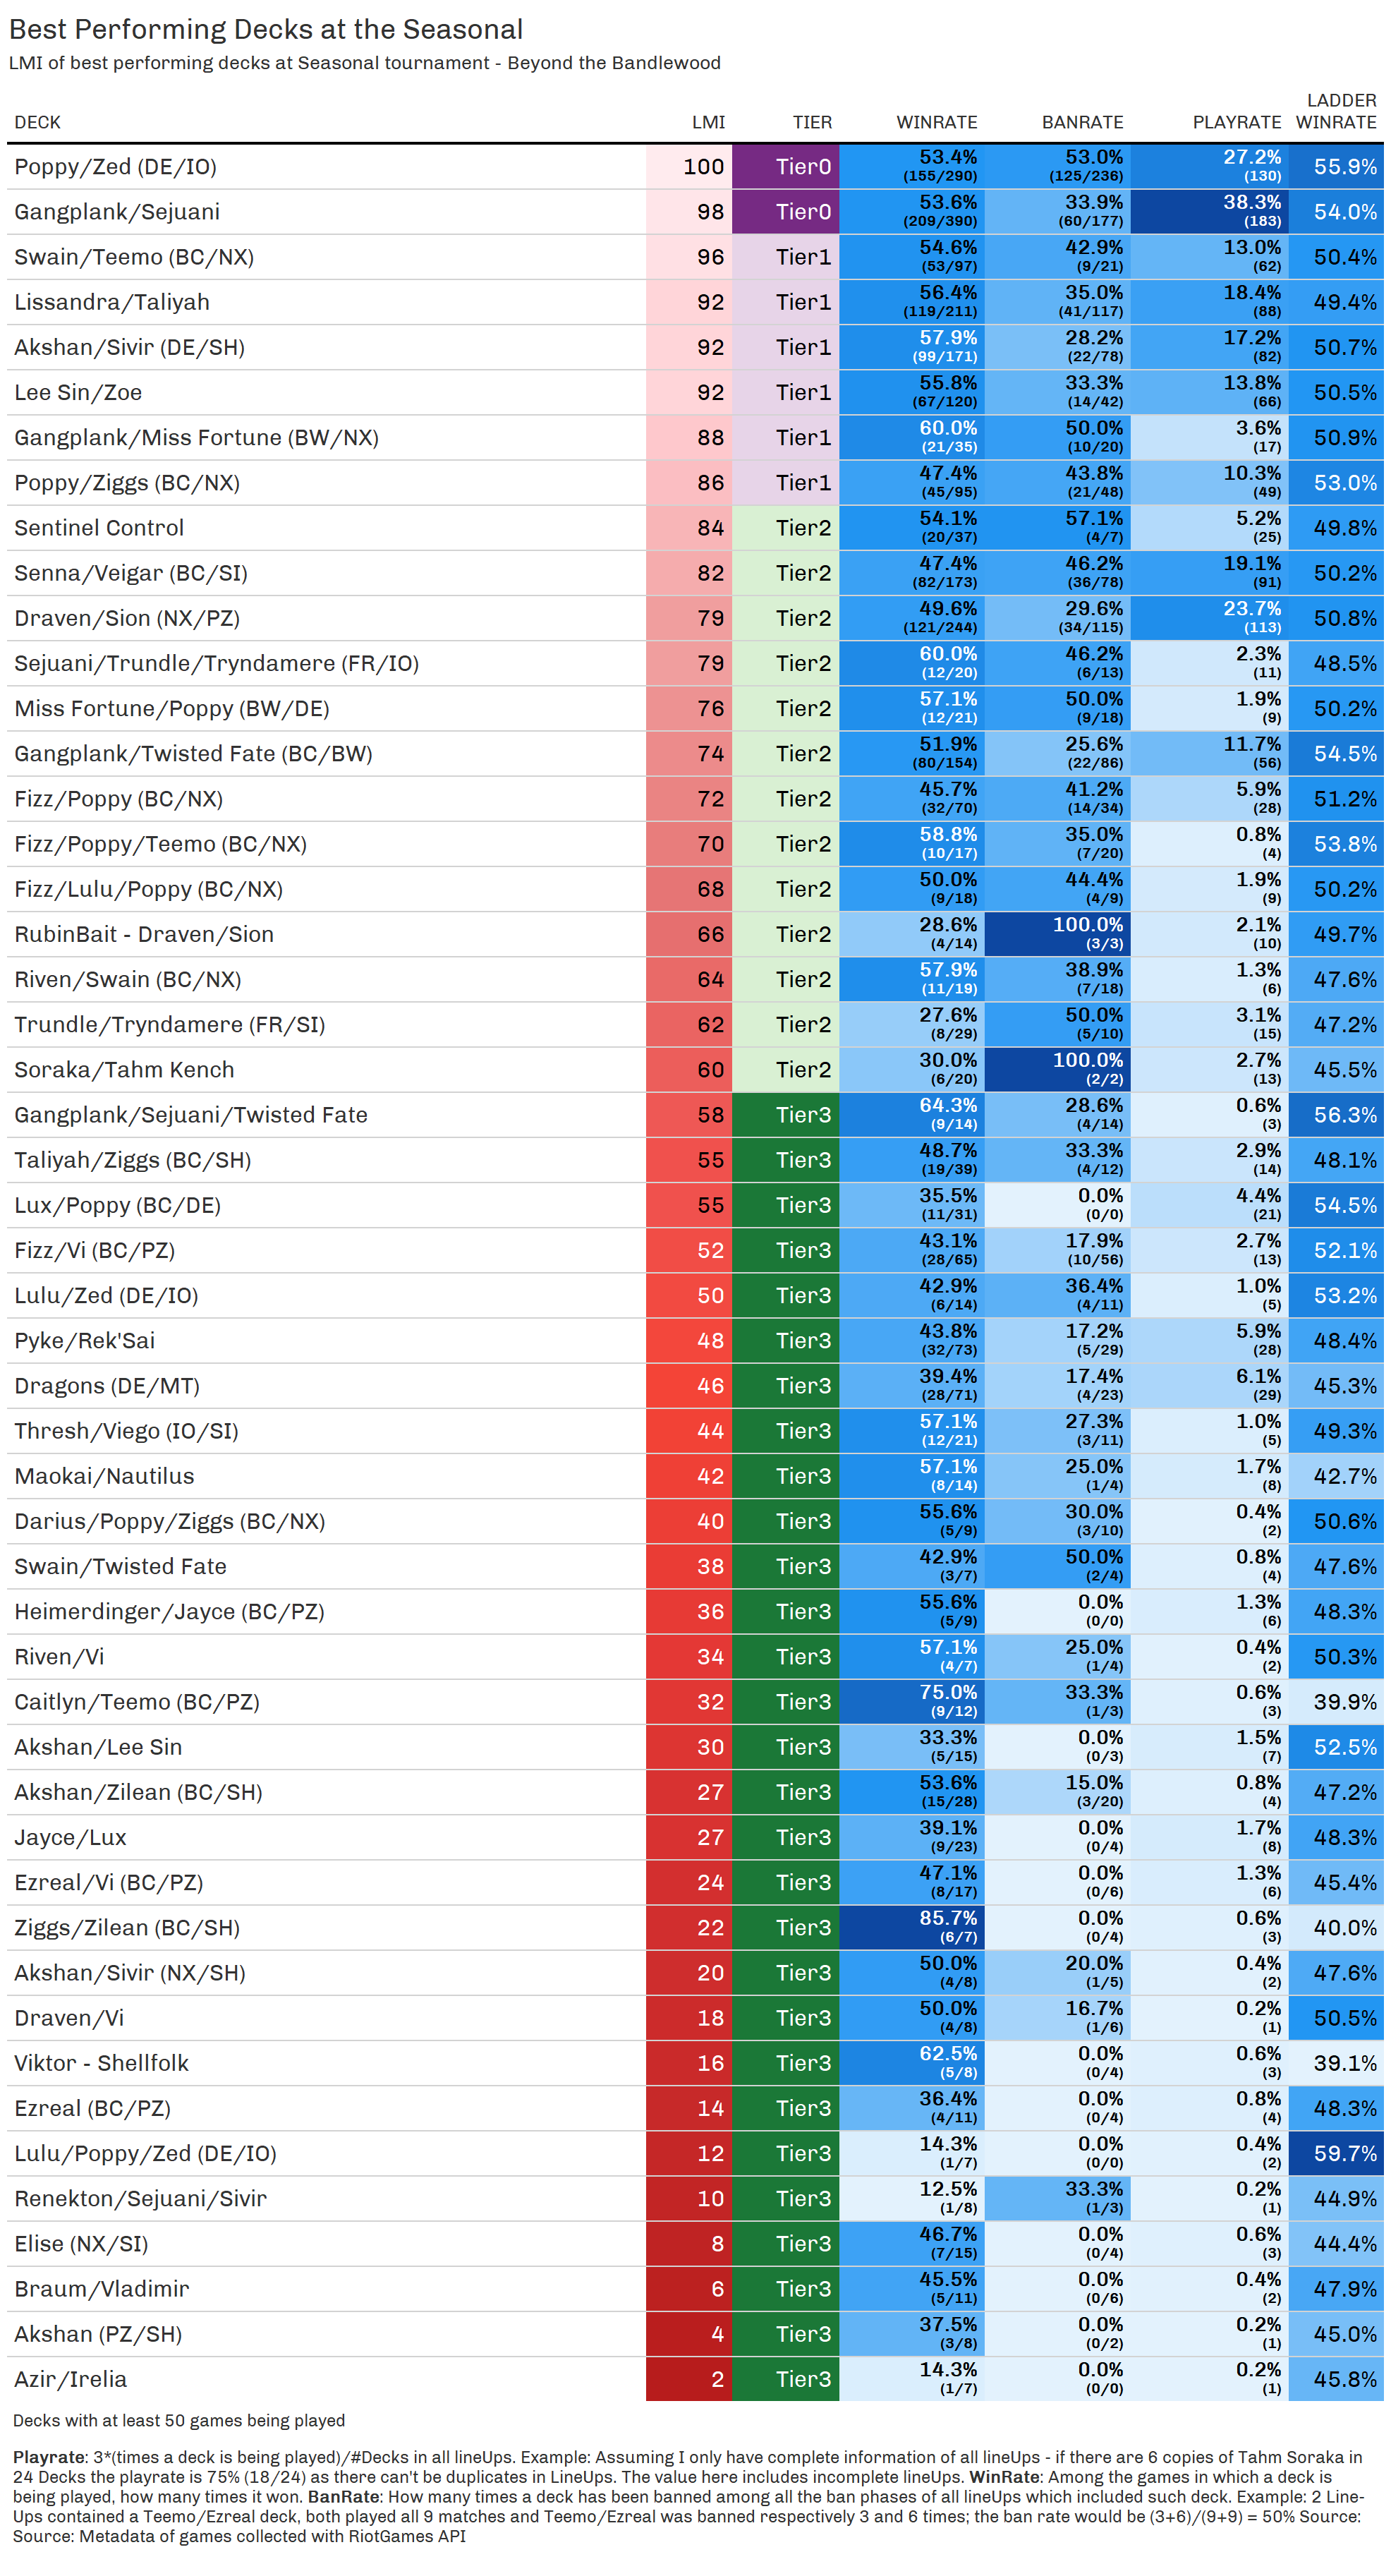 Best Performing Decks at the Seasonal
LMI of best performing decks at Seasonal tournament - Beyond the Bandlewood
DECK LMI TIER WINRATE BANRATE PLAYRATE LADDER WINRATE
Poppy/Zed (DE/IO) 100 Tier0 53.4% (155/290) 53.0% (125/236) 27.2% (130) 55.9%
Gangplank/Sejuani 98 Tier0 53.6% (209/390) 33.9% (60/177) 38.3% (183) 54.0%
Swain/Teemo (BC/NX) 96 Tier1 54.6% (53/97) 42.9% (9/21) 13.0% (62) 50.4%
Lissandra/Taliyah 92 Tier1 56.4% (119/211) 35.0% (41/117) 18.4% (88) 49.4%
Akshan/Sivir (DE/SH) 92 Tier1 57.9% (99/171) 28.2% (22/78) 17.2% (82) 50.7%
Lee Sin/Zoe 92 Tier1 55.8% (67/120) 33.3% (14/42) 13.8% (66) 50.5%
Gangplank/Miss Fortune (BW/NX) 88 Tier1 60.0% (21/35) 50.0% (10/20) 3.6% (17) 50.9%
Poppy/Ziggs (BC/NX) 86 Tier1 47.4% (45/95) 43.8% (21/48) 10.3% (49) 53.0%
Sentinel Control 84 Tier2 54.1% (20/37) 57.1% (4/7) 5.2% (25) 49.8%
Senna/Veigar (BC/SI) 82 Tier2 47.4% (82/173) 46.2% (36/78) 19.1% (91) 50.2%
Draven/Sion (NX/PZ) 79 Tier2 49.6% (121/244) 29.6% (34/115) 23.7% (113) 50.8%
Sejuani/Trundle/Tryndamere (FR/IO) 79 Tier2 60.0% (12/20) 46.2% (6/13) 2.3% (11) 48.5%
Miss Fortune/Poppy (BW/DE) 76 Tier2 57.1% (12/21) 50.0% (9/18) 1.9% (9) 50.2%
Gangplank/Twisted Fate (BC/BW) 74 Tier2 51.9% (80/154) 25.6% (22/86) 11.7% (56) 54.5%
Fizz/Poppy (BC/NX) 72 Tier2 45.7% (32/70) 41.2% (14/34) 5.9% (28) 51.2%
Fizz/Poppy/Teemo (BC/NX) 70 Tier2 58.8% (10/17) 35.0% (7/20) 0.8% (4) 53.8%
Fizz/Lulu/Poppy (BC/NX) 68 Tier2 50.0% (9/18) 44.4% (4/9) 1.9% (9) 50.2%
RubinBait - Draven/Sion 66 Tier2 28.6% (4/14) 100.0% (3/3) 2.1% (10) 49.7%
Riven/Swain (BC/NX) 64 Tier2 57.9% (11/19) 38.9% (7/18) 1.3% (6) 47.6%
Trundle/Tryndamere (FR/SI) 62 Tier2 27.6% (8/29) 50.0% (5/10) 3.1% (15) 47.2%
Soraka/Tahm Kench 60 Tier2 30.0% (6/20) 100.0% (2/2) 2.7% (13) 45.5%
Gangplank/Sejuani/Twisted Fate 58 Tier3 64.3% (9/14) 28.6% (4/14) 0.6% (3) 56.3%
Taliyah/Ziggs (BC/SH) 55 Tier3 48.7% (19/39) 33.3% (4/12) 2.9% (14) 48.1%
Lux/Poppy (BC/DE) 55 Tier3 35.5% (11/31) 0.0% (0/0) 4.4% (21) 54.5%
Fizz/Vi (BC/PZ) 52 Tier3 43.1% (28/65) 17.9% (10/56) 2.7% (13) 52.1%
Lulu/Zed (DE/IO) 50 Tier3 42.9% (6/14) 36.4% (4/11) 1.0% (5) 53.2%
Pyke/Rek'Sai 48 Tier3 43.8% (32/73) 17.2% (5/29) 5.9% (28) 48.4%
Dragons (DE/MT) 46 Tier3 39.4% (28/71) 17.4% (4/23) 6.1% (29) 45.3%
Thresh/Viego (IO/SI) 44 Tier3 57.1% (12/21) 27.3% (3/11) 1.0% (5) 49.3%
Maokai/Nautilus 42 Tier3 57.1% (8/14) 25.0% (1/4) 1.7% (8) 42.7%
Darius/Poppy/Ziggs (BC/NX) 40 Tier3 55.6% (5/9) 30.0% (3/10) 0.4% (2) 50.6%
Swain/Twisted Fate 38 Tier3 42.9% (3/7) 50.0% (2/4) 0.8% (4) 47.6%
Heimerdinger/Jayce (BC/PZ) 36 Tier3 55.6% (5/9) 0.0% (0/0) 1.3% (6) 48.3%
Riven/Vi 34 Tier3 57.1% (4/7) 25.0% (1/4) 0.4% (2) 50.3%
Caitlyn/Teemo (BC/PZ) 32 Tier3 75.0% (9/12) 33.3% (1/3) 0.6% (3) 39.9%
Akshan/Lee Sin 30 Tier3 33.3% (5/15) 0.0% (0/3) 1.5% (7) 52.5%
Akshan/Zilean (BC/SH) 27 Tier3 53.6% (15/28) 15.0% (3/20) 0.8% (4) 47.2%
Jayce/Lux 27 Tier3 39.1% (9/23) 0.0% (0/4) 1.7% (8) 48.3%
Ezreal/Vi (BC/PZ) 24 Tier3 47.1% (8/17) 0.0% (0/6) 1.3% (6) 45.4%
Ziggs/Zilean (BC/SH) 22 Tier3 85.7% (6/7) 0.0% (0/4) 0.6% (3) 40.0%
Akshan/Sivir (NX/SH) 20 Tier3 50.0% (4/8) 20.0% (1/5) 0.4% (2) 47.6%
Draven/Vi 18 Tier3 50.0% (4/8) 16.7% (1/6) 0.2% (1) 50.5%
Viktor - Shellfolk 16 Tier3 62.5% (5/8) 0.0% (0/4) 0.6% (3) 39.1%
Ezreal (BC/PZ) 14 Tier3 36.4% (4/11) 0.0% (0/4) 0.8% (4) 48.3%
Lulu/Poppy/Zed (DE/IO) 12 Tier3 14.3% (1/7) 0.0% (0/0) 0.4% (2) 59.7%
Renekton/Sejuani/Sivir 10 Tier3 12.5% (1/8) 33.3% (1/3) 0.2% (1) 44.9%
Elise (NX/SI) 8 Tier3 46.7% (7/15) 0.0% (0/4) 0.6% (3) 44.4%
Braum/Vladimir 6 Tier3 45.5% (5/11) 0.0% (0/6) 0.4% (2) 47.9%
Akshan (PZ/SH) 4 Tier3 37.5% (3/8) 0.0% (0/2) 0.2% (1) 45.0%
Azir/Irelia 2 Tier3 14.3% (1/7) 0.0% (0/0) 0.2% (1) 45.8%
Decks with at least 50 games being played
Playrate: 3*(times a deck is being played)/#Decks in all lineUps. Example: Assuming I only have complete information of all lineUps - if there are 6 copies of Tahm Soraka in
24 Decks the playrate is 75% (18/24) as there can't be duplicates in LineUps. The value here includes incomplete lineUps. WinRate: Among the games in which a deck is
being played, how many times it won. BanRate: How many times a deck has been banned among all the ban phases of all lineUps which included such deck. Example: 2 Line-
Ups contained a Teemo/Ezreal deck, both played all 9 matches and Teemo/Ezreal was banned respectively 3 and 6 times; the ban rate would be (3+6)/(9+9) = 50% Source:
Source: Metadata of games collected with RiotGames API